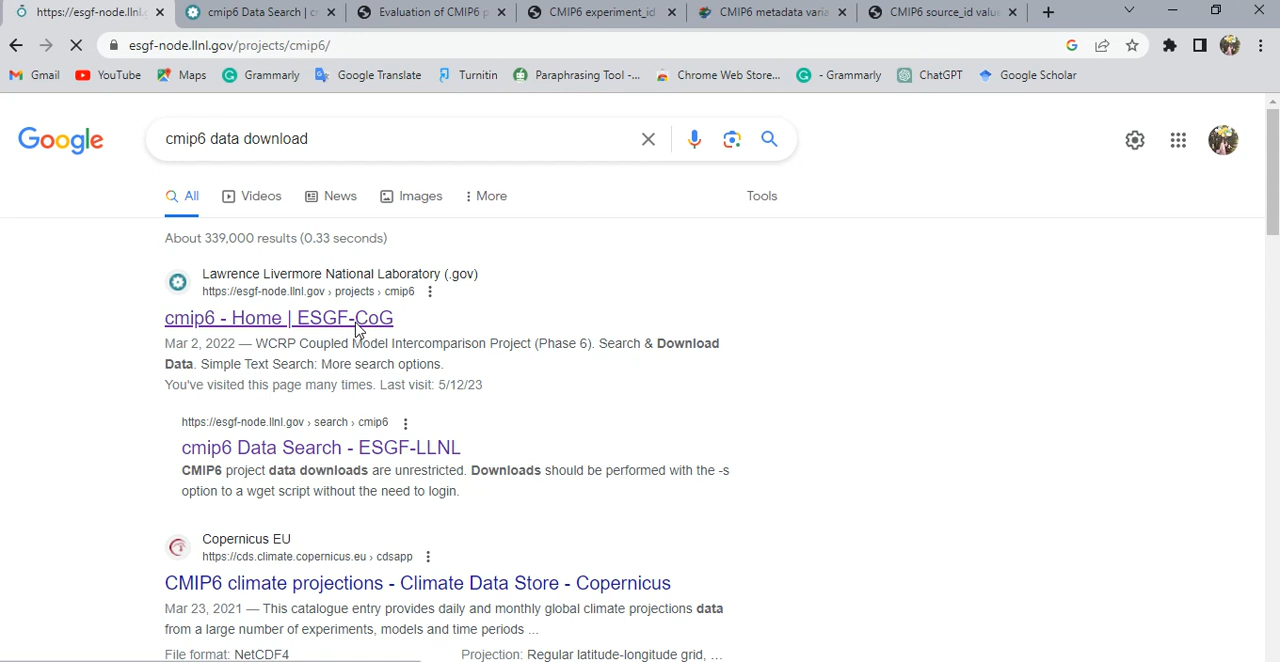 https://esgf-node.llnl.g
cmip6 Data Search | c
Evaluation of CMIP6 p
CMIP6 experiment_id
CMIP6 metadata varia
CMIP6 source_id value
esgf-node.llnl.gov/projects/cmip6/
Gmail
YouTube
Maps
Grammarly
Google Translate
Turnitin
Paraphrasing Tool -...
Chrome Web Store...
- Grammarly
ChatGPT
Google Scholar
Google
cmip6 data download
All
Videos
News
Images
More
Tools
About 339,000 results (0.33 seconds)
Lawrence Livermore National Laboratory (.gov)
https://esgf-node.llnl.gov › projects › cmip6
cmip6 - Home | ESGF-CoG
Mar 2, 2022 — WCRP Coupled Model Intercomparison Project (Phase 6). Search & Download
Data. Simple Text Search: More search options.
You've visited this page many times. Last visit: 5/12/23
https://esgf-node.llnl.gov › search › cmip6
cmip6 Data Search - ESGF-LLNL
CMIP6 project data downloads are unrestricted. Downloads should be performed with the -s
option to a wget script without the need to login.
Copernicus EU
https://cds.climate.copernicus.eu › cdsapp
CMIP6 climate projections - Climate Data Store - Copernicus
Mar 23, 2021 — This catalogue entry provides daily and monthly global climate projections data
from a large number of experiments, models and time periods ...
File format: NetCDF4
Projection: Regular latitude-longitude grid, ...